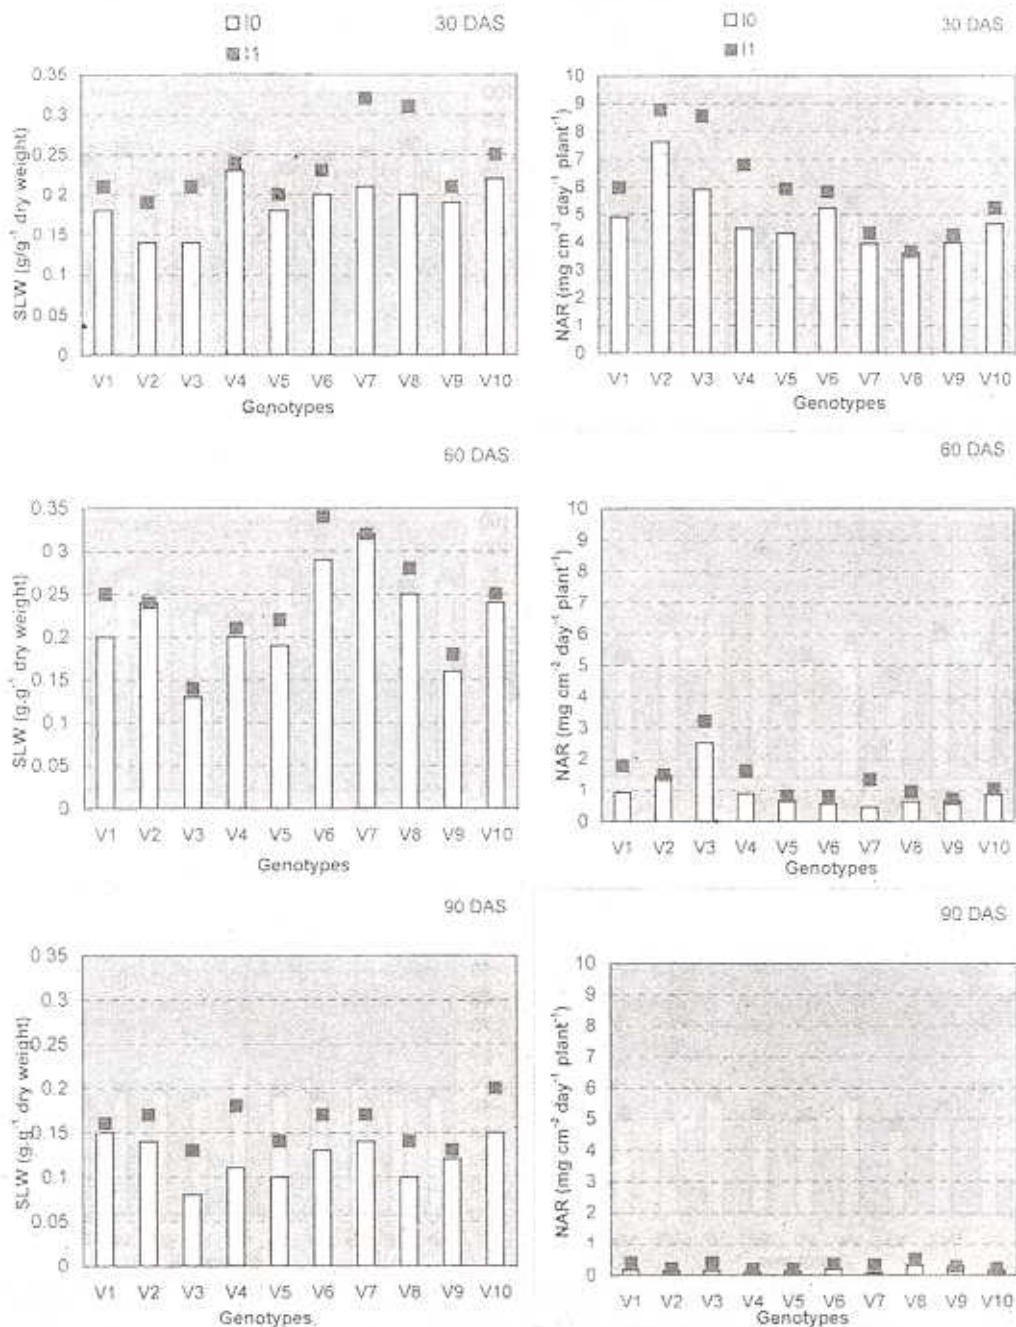 I0 30 DAS
I1
0.35
0.3
0.25
0.2
0.15
0.1
0.05
0
SLW (g/g-1 dry weight)
V1 V2 V3 V4 V5 V6 V7 V8 V9 V10
Genotypes
I0 30 DAS
I1
10
9
8
7
6
5
4
3
2
1
0
NAR (mg cm-2 day-1 plant-1)
V1 V2 V3 V4 V5 V6 V7 V8 V9 V10
Genotypes
60 DAS
0.35
0.3
0.25
0.2
0.15
0.1
0.05
0
SLW (g.g-1 dry weight)
V1 V2 V3 V4 V5 V6 V7 V8 V9 V10
Genotypes
60 DAS
10
9
8
7
6
5
4
3
2
1
0
NAR (mg cm-2 day-1 plant-1)
V1 V2 V3 V4 V5 V6 V7 V8 V9 V10
Genotypes
90 DAS
0.35
0.3
0.25
0.2
0.15
0.1
0.05
0
SLW (g.g-1 dry weight)
V1 V2 V3 V4 V5 V6 V7 V8 V9 V10
Genotypes
90 DAS
10
9
8
7
6
5
4
3
2
1
0
NAR (mg cm-2 day-1 plant-1)
V1 V2 V3 V4 V5 V6 V7 V8 V9 V10
Genotypes